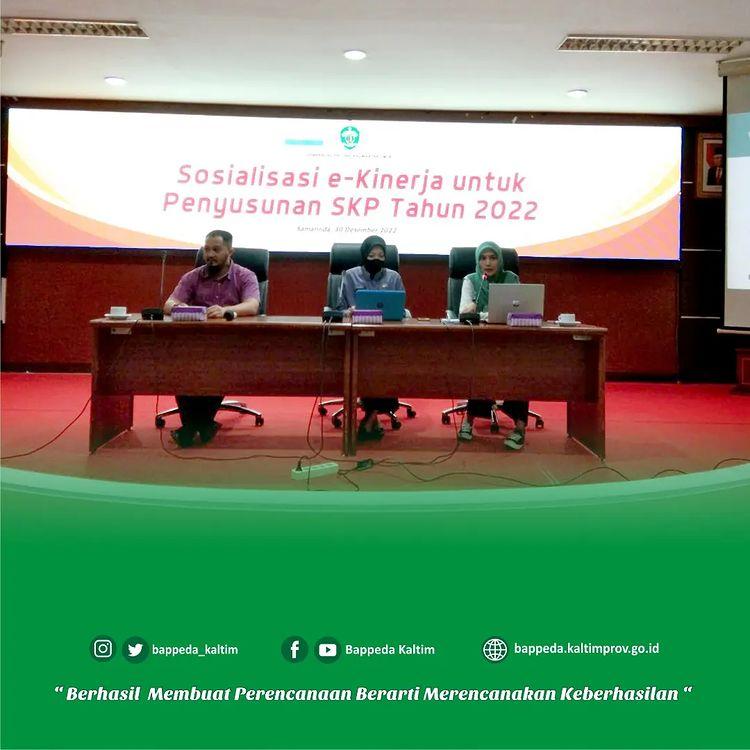 Sosialisasi e-Kinerja untuk
Penyusunan SKP Tahun 2022
Samarinda, 30 Desember 2022
bappeda_kaltim
Bappeda Kaltim
bappeda.kaltimprov.go.id
“ Berhasil Membuat Perencanaan Berarti Merencanakan Keberhasilan “